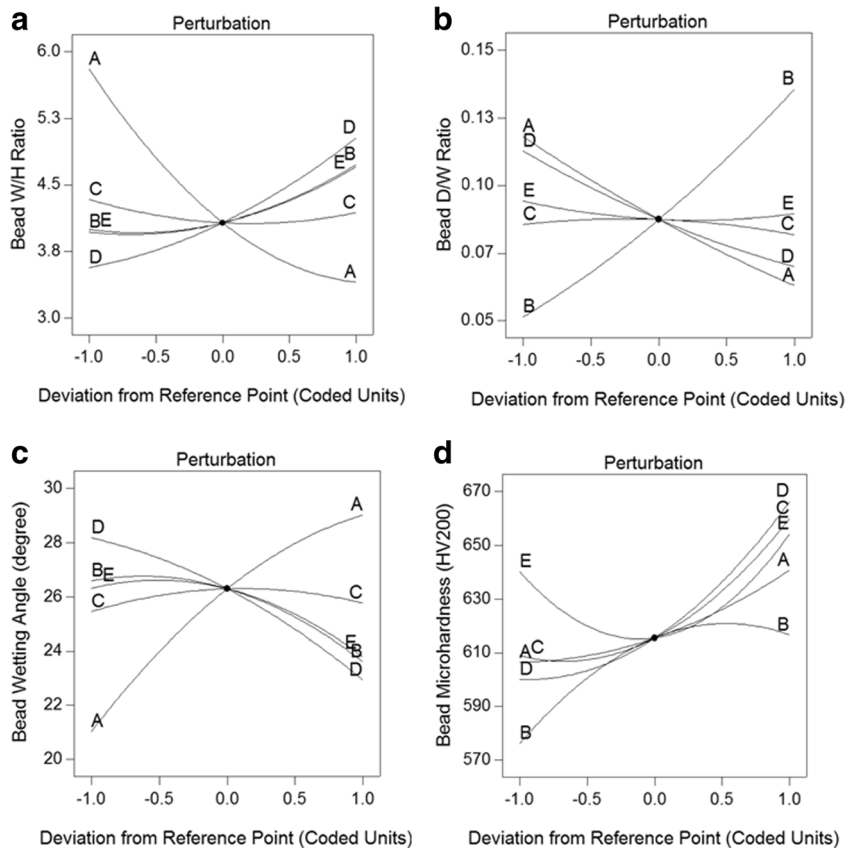 a
Perturbation
6.0
5.3
4.5
3.8
3.0
Bead W/H Ratio
A
C
BE
D
D
B
E
C
A
-1.0 -0.5 0.0 0.5 1.0
Deviation from Reference Point (Coded Units)
b
Perturbation
0.15
0.13
0.10
0.07
0.05
Bead D/W Ratio
A
D
E
C
B
B
E
C
D
A
-1.0 -0.5 0.0 0.5 1.0
Deviation from Reference Point (Coded Units)
c
Perturbation
30
28
26
24
22
20
Bead Wetting Angle (degree)
D
B
E
C
A
A
C
E
B
D
-1.0 -0.5 0.0 0.5 1.0
Deviation from Reference Point (Coded Units)
d
Perturbation
670
650
630
610
590
570
Bead Microhardness (HV200)
E
A C
D
B
D
C
E
A
B
-1.0 -0.5 0.0 0.5 1.0
Deviation from Reference Point (Coded Units)